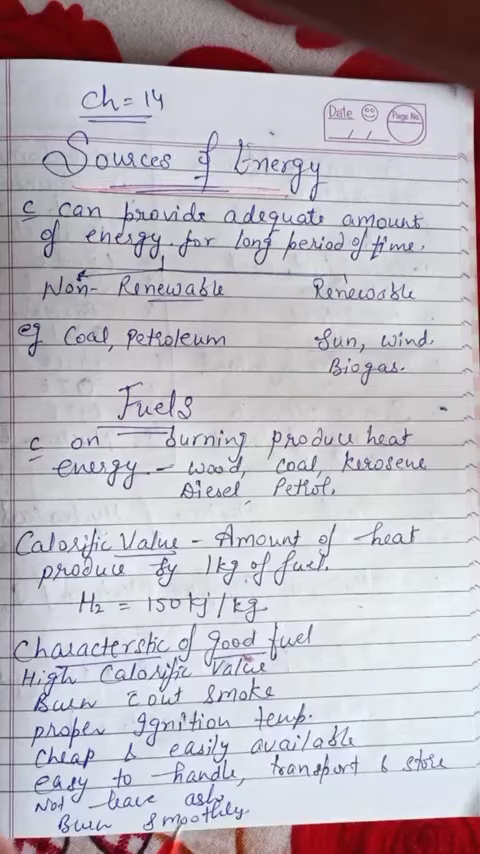 Ch = 14
Date
Page No.
Sources of Energy
c can provide adequate amount
of energy for long period of time.
Non-Renewable Renewable
eg Coal, Petroleum Sun, wind.
Biogas.
Fuels
c on burning produce heat
energy - wood, coal, kerosene
Diesel, Petrol.
Calorific Value - Amount of heat
produce by 1kg of fuel.
H2 = 150 kj/kg
Characterstic of good fuel
High Calorific Value
Burn c out smoke
proper Ignition temp.
cheap & easily available
easy to handle, transport & store
Not leave ash
Burn smoothly.